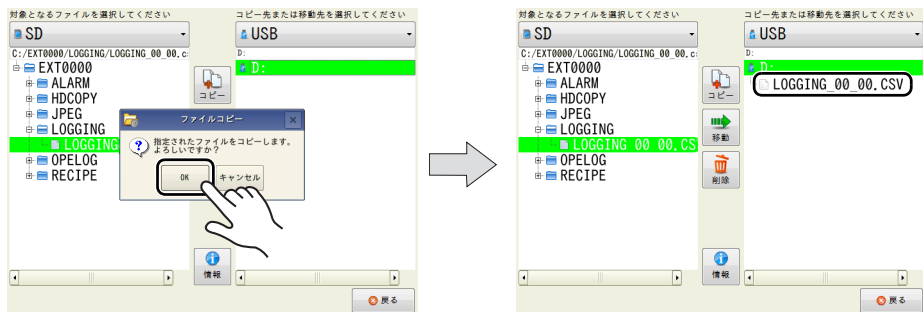 対象となるファイルを選択してください
コピー先または移動先を選択してください
SD
USB
C:/EXT0000/LOGGING/LOGGING_00_00.c
D:
EXT0000
D:
ALARM
HDCOPY
JPEG
LOGGING
LOGGING
OPELOG
RECIPE
コピー
ファイルコピー
指定されたファイルをコピーします。
よろしいですか?
OK
キャンセル
情報
戻る
対象となるファイルを選択してください
コピー先または移動先を選択してください
SD
USB
C:/EXT0000/LOGGING/LOGGING_00_00.c
D:
EXT0000
D:
ALARM
LOGGING_00_00.CSV
HDCOPY
JPEG
LOGGING
LOGGING_00_00.CS
OPELOG
RECIPE
コピー
移動
削除
情報
戻る